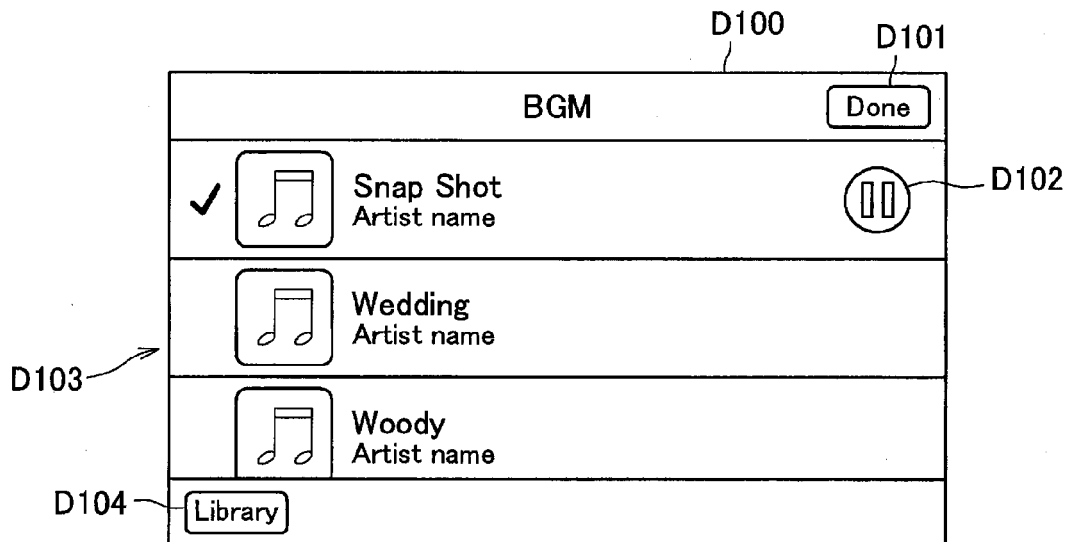 D100
D101
BGM
Done
Snap Shot
Artist name
D102
Wedding
Artist name
D103
Woody
Artist name
D104
Library